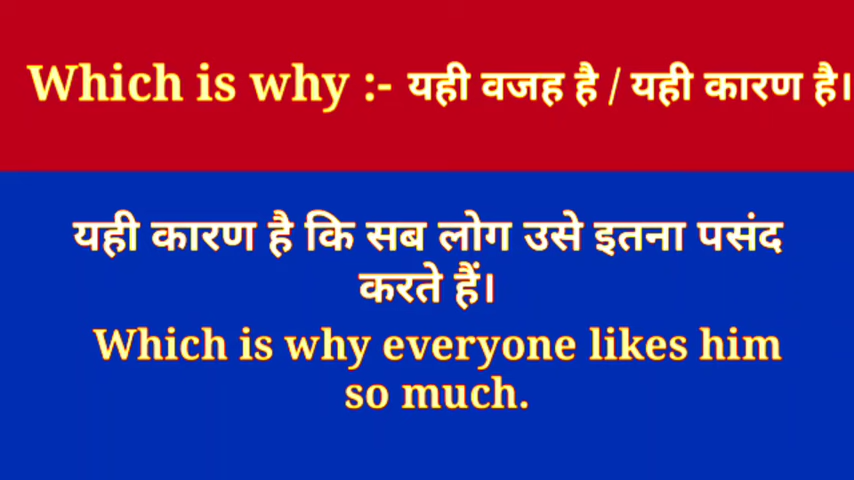 Which is why :- यही वजह है / यही कारण है।
यही कारण है कि सब लोग उसे इतना पसंद
करते हैं।
Which is why everyone likes him
so much.